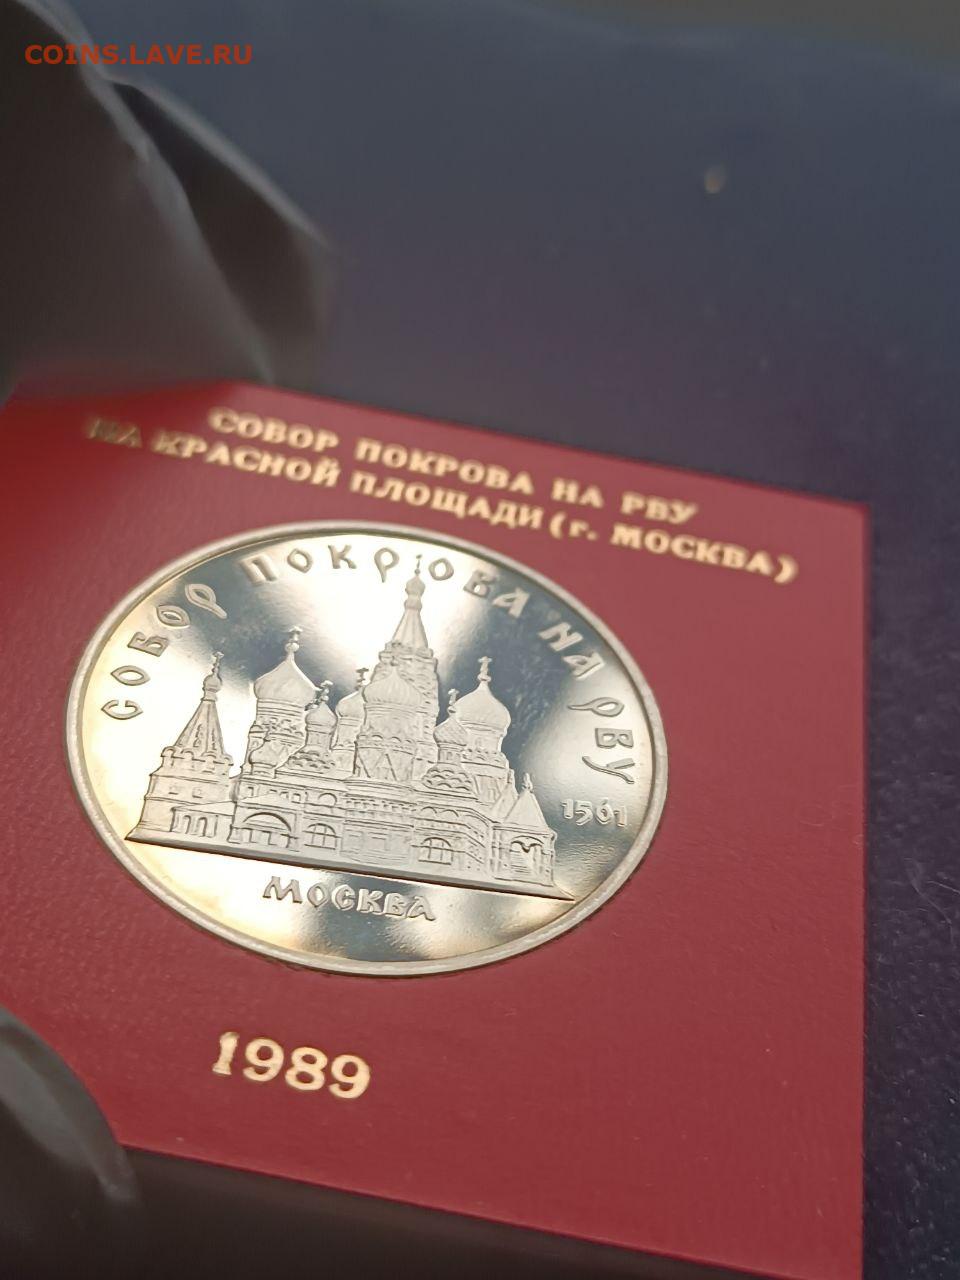 COINS.LAVE.RU
СОБОР ПОКРОВА НА РВУ
НА КРАСНОЙ ПЛОЩАДИ (г. МОСКВА)
СОБОР ПОКРОВА НА РВУ
1561
МОСКВА
1989